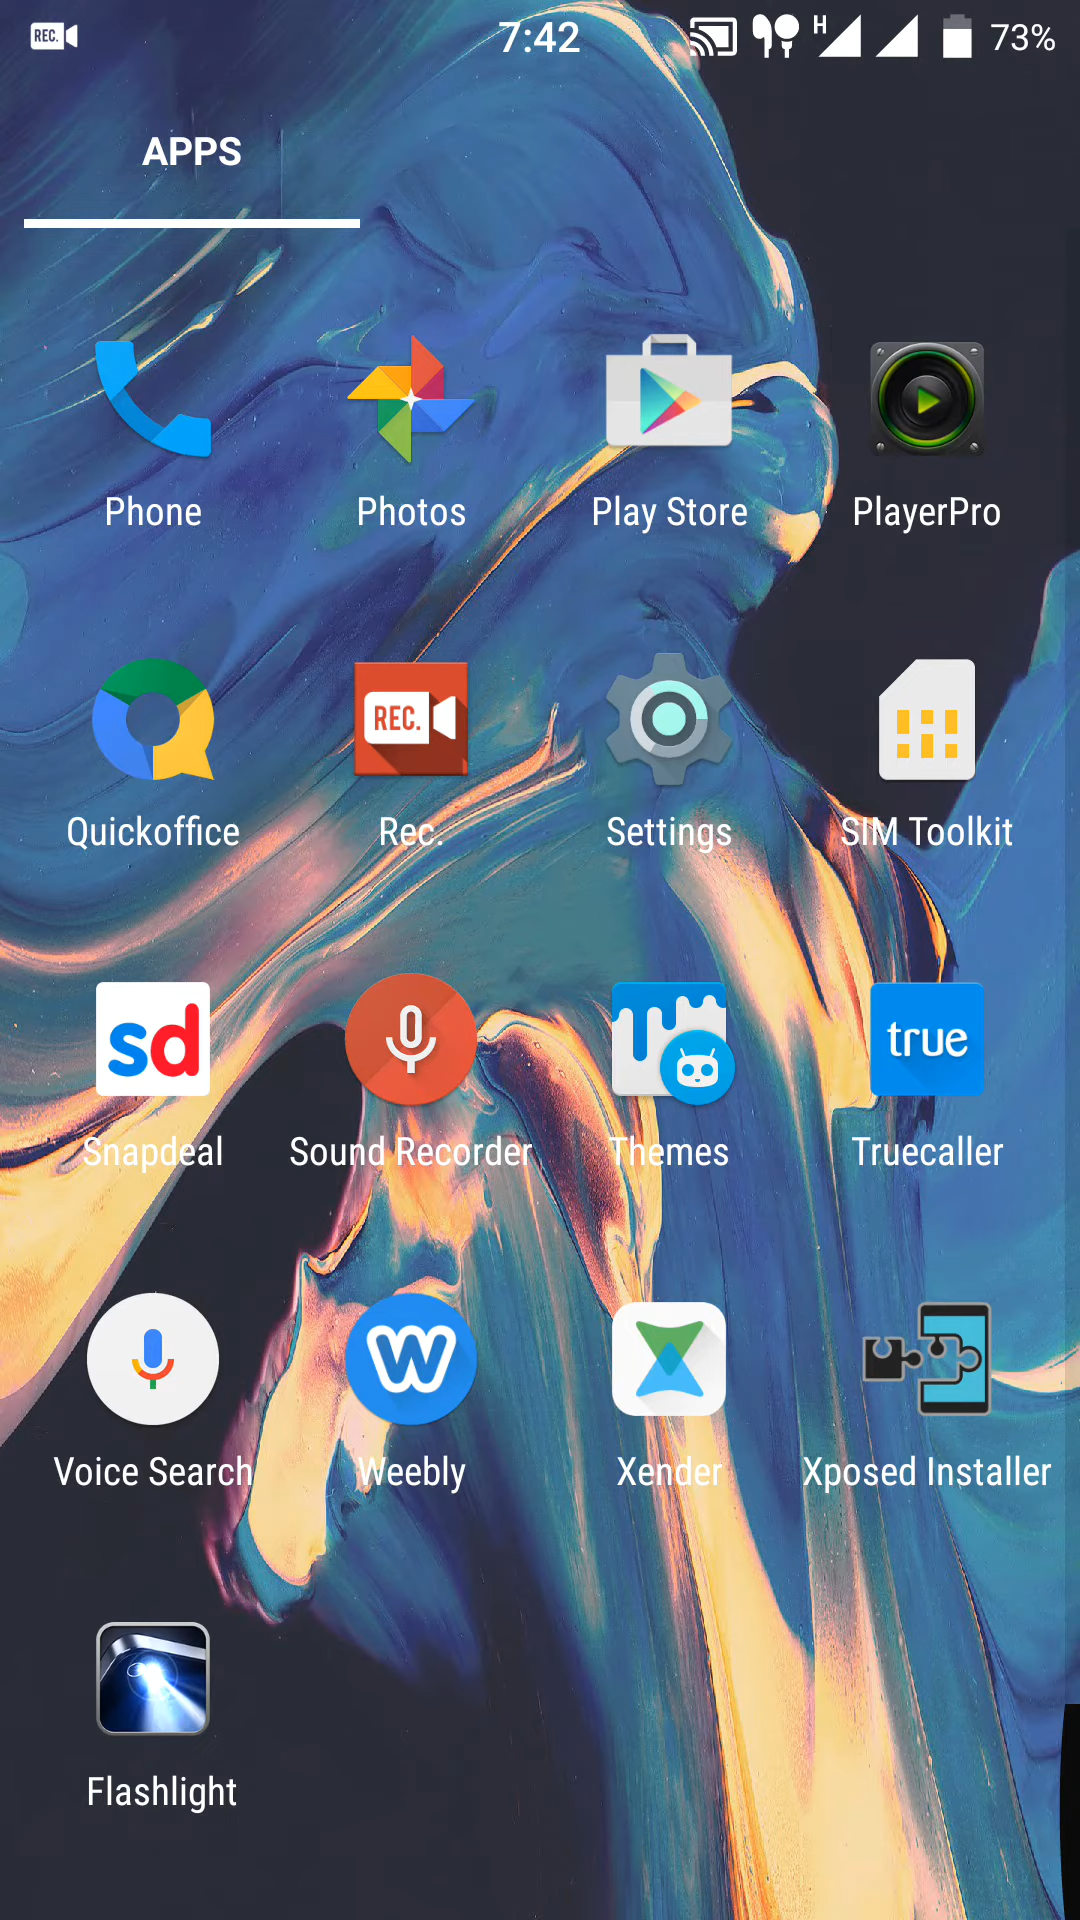 REC. 7:42 H 73%
APPS
Phone Photos Play Store PlayerPro
REC.
Quickoffice Rec. Settings SIM Toolkit
sd true
Snapdeal Sound Recorder Themes Truecaller
W
Voice Search Weebly Xender Xposed Installer
Flashlight